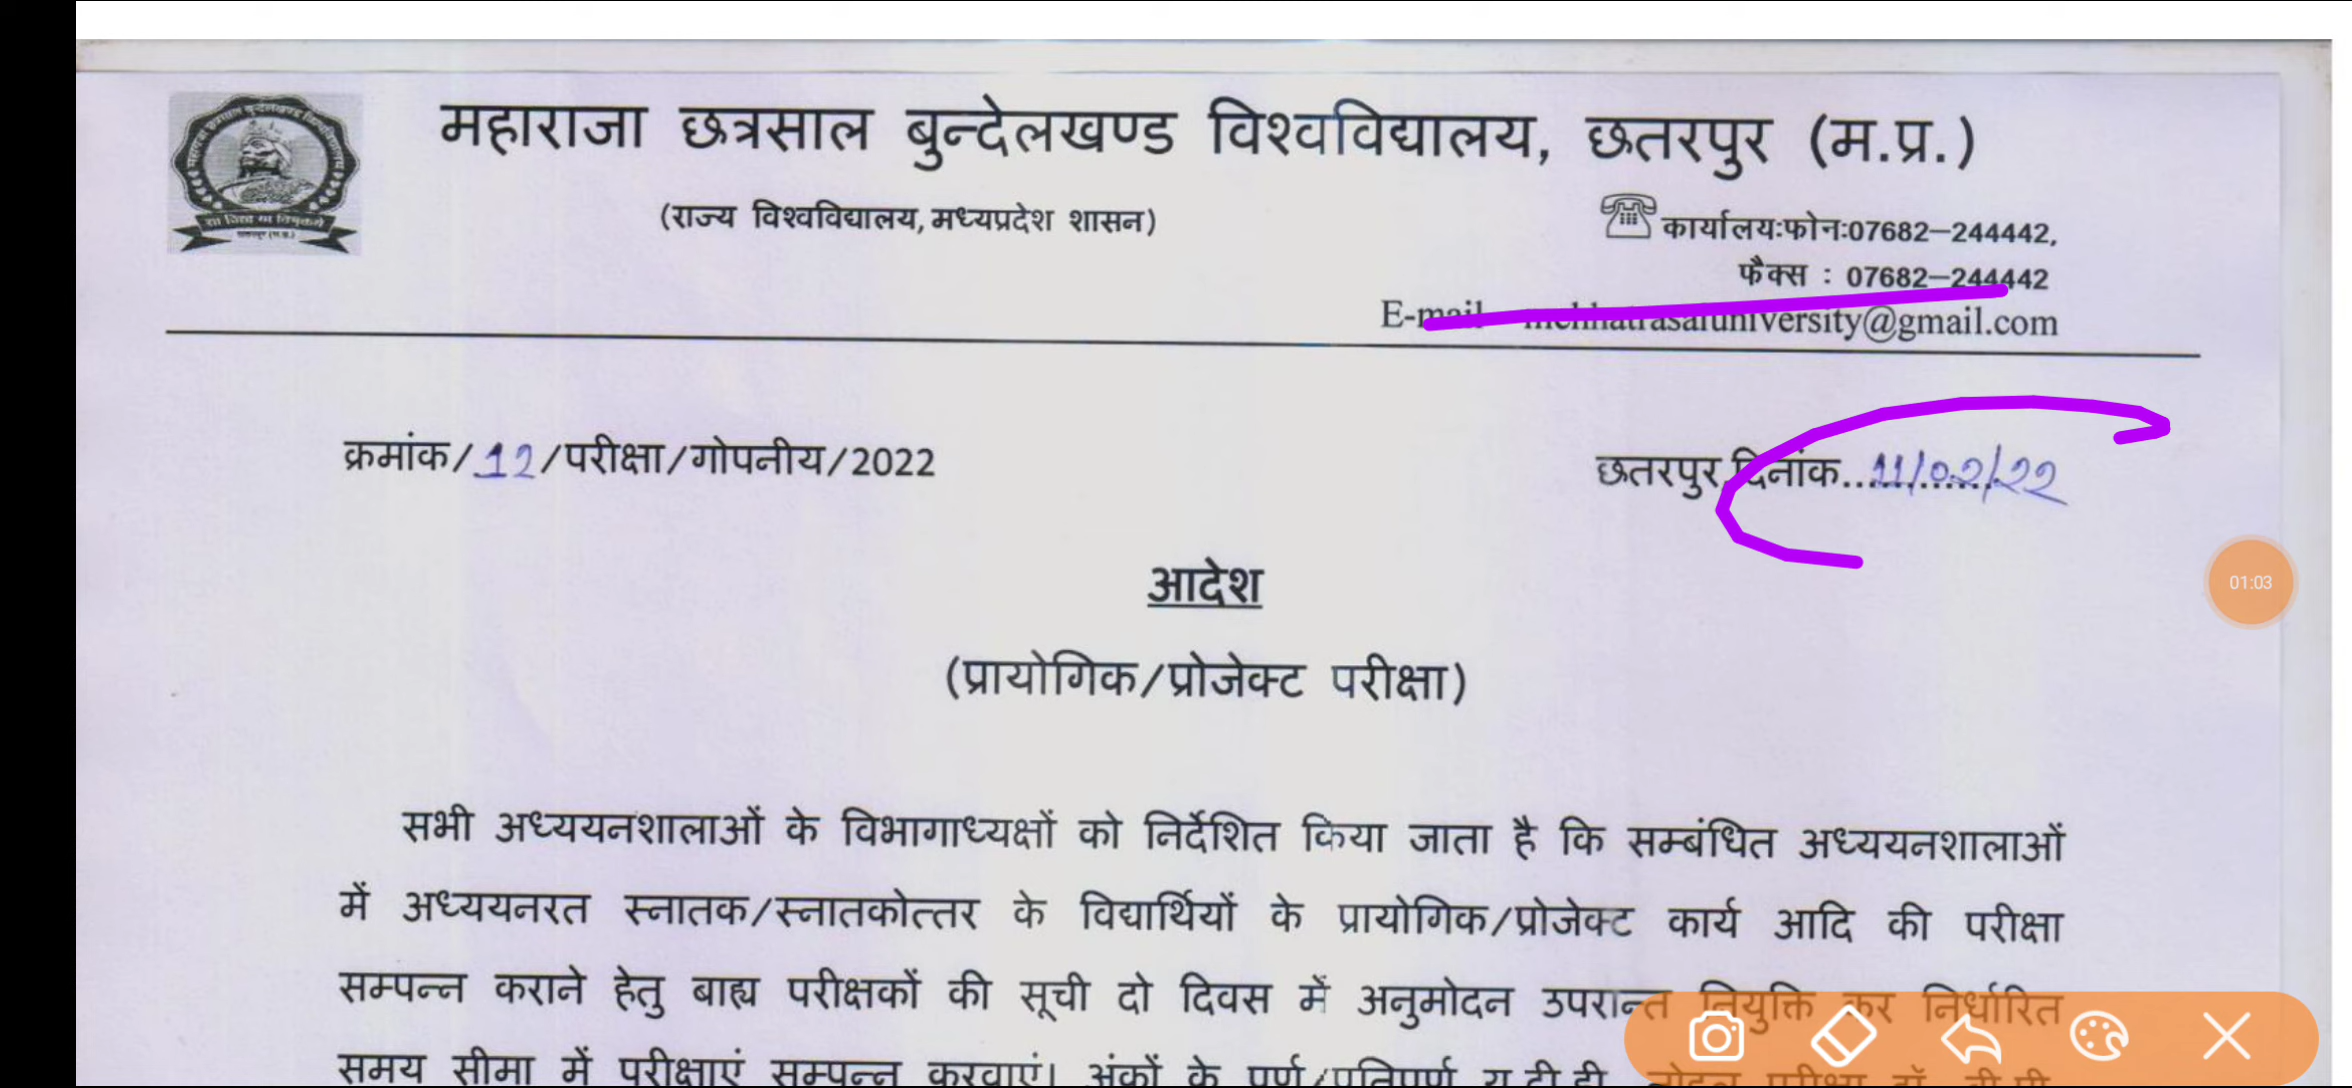 महाराजा छत्रसाल बुन्देलखण्ड विश्वविद्यालय, छतरपुर (म.प्र.)
(राज्य विश्वविद्यालय, मध्यप्रदेश शासन)
कार्यालय:फोन:07682–244442,
फैक्स : 07682–244442
E-mail mchhatrasaluniversity@gmail.com
क्रमांक/12/परीक्षा/गोपनीय/2022
छतरपुर, दिनांक..11/02/22
आदेश
(प्रायोगिक/प्रोजेक्ट परीक्षा)
01:03
सभी अध्ययनशालाओं के विभागाध्यक्षों को निर्देशित किया जाता है कि सम्बंधित अध्ययनशालाओं
में अध्ययनरत स्नातक/स्नातकोत्तर के विद्यार्थियों के प्रायोगिक/प्रोजेक्ट कार्य आदि की परीक्षा
सम्पन्न कराने हेतु बाह्य परीक्षकों की सूची दो दिवस में अनुमोदन उपरान्त नियुक्ति कर निर्धारित
समय सीमा में परीक्षाएं सम्पन्न करवाएं। अंकों के